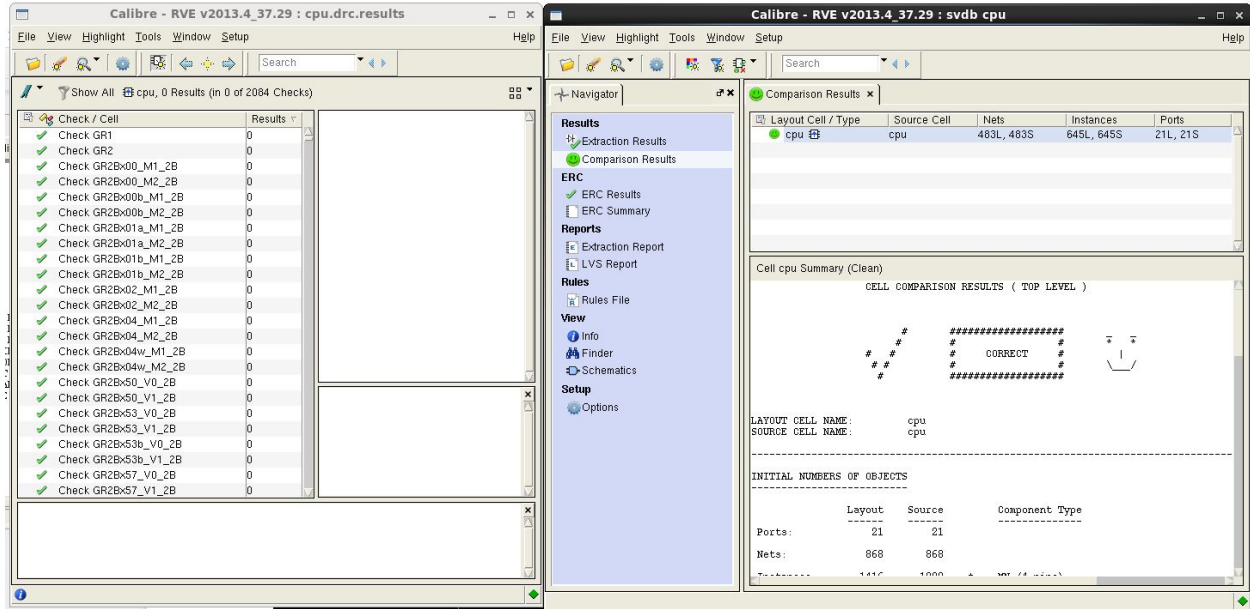 Calibre - RVE v2013.4_37.29 : cpu.drc.results
File View Highlight Tools Window Setup Help
Search
Show All cpu, 0 Results (in 0 of 2084 Checks)
Check / Cell Results
Check GR1 0
Check GR2 0
Check GR2Bx00_M1_2B 0
Check GR2Bx00_M2_2B 0
Check GR2Bx00b_M1_2B 0
Check GR2Bx00b_M2_2B 0
Check GR2Bx01a_M1_2B 0
Check GR2Bx01a_M2_2B 0
Check GR2Bx01b_M1_2B 0
Check GR2Bx01b_M2_2B 0
Check GR2Bx02_M1_2B 0
Check GR2Bx02_M2_2B 0
Check GR2Bx04_M1_2B 0
Check GR2Bx04_M2_2B 0
Check GR2Bx04w_M1_2B 0
Check GR2Bx04w_M2_2B 0
Check GR2Bx50_V0_2B 0
Check GR2Bx50_V1_2B 0
Check GR2Bx53_V0_2B 0
Check GR2Bx53_V1_2B 0
Check GR2Bx53b_V0_2B 0
Check GR2Bx53b_V1_2B 0
Check GR2Bx57_V0_2B 0
Check GR2Bx57_V1_2B 0
Calibre - RVE v2013.4_37.29 : svdb cpu
File View Highlight Tools Window Setup Help
Search
Navigator
Results
Extraction Results
Comparison Results
ERC
ERC Results
ERC Summary
Reports
Extraction Report
LVS Report
Rules
Rules File
View
Info
Finder
Schematics
Setup
Options
Comparison Results
Layout Cell / Type Source Cell Nets Instances Ports
cpu cpu 483L, 483S 645L, 645S 21L, 21S
Cell cpu Summary (Clean)
CELL COMPARISON RESULTS ( TOP LEVEL )
CORRECT
LAYOUT CELL NAME: cpu
SOURCE CELL NAME: cpu
INITIAL NUMBERS OF OBJECTS
Layout Source Component Type
Ports: 21 21
Nets: 868 868